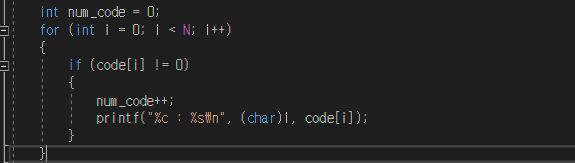 int num_code = 0;
for (int i = 0; i < N; i++)
{
if (code[i] != 0)
{
num_code++;
printf("%c : %s₩n", (char)i, code[i]);
}
}